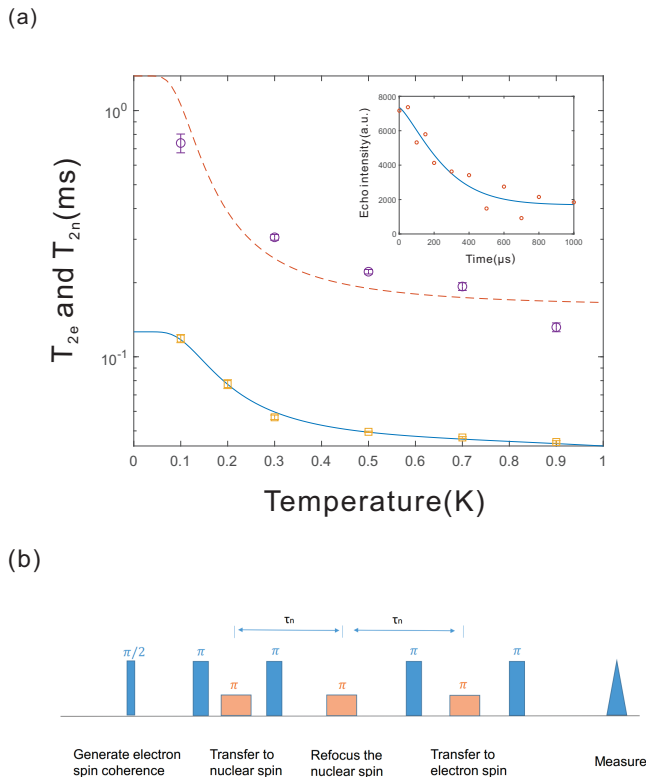 (a)
10⁰
10⁻¹
T₂ₑ and T₂ₙ(ms)
0 0.1 0.2 0.3 0.4 0.5 0.6 0.7 0.8 0.9 1
Temperature(K)
8000
6000
4000
2000
0
Echo intensity(a.u.)
0 200 400 600 800 1000
Time(μs)
(b)
τₙ τₙ
π/2 π π π π
π π π
Generate electron
spin coherence
Transfer to
nuclear spin
Refocus the
nuclear spin
Transfer to
electron spin
Measure